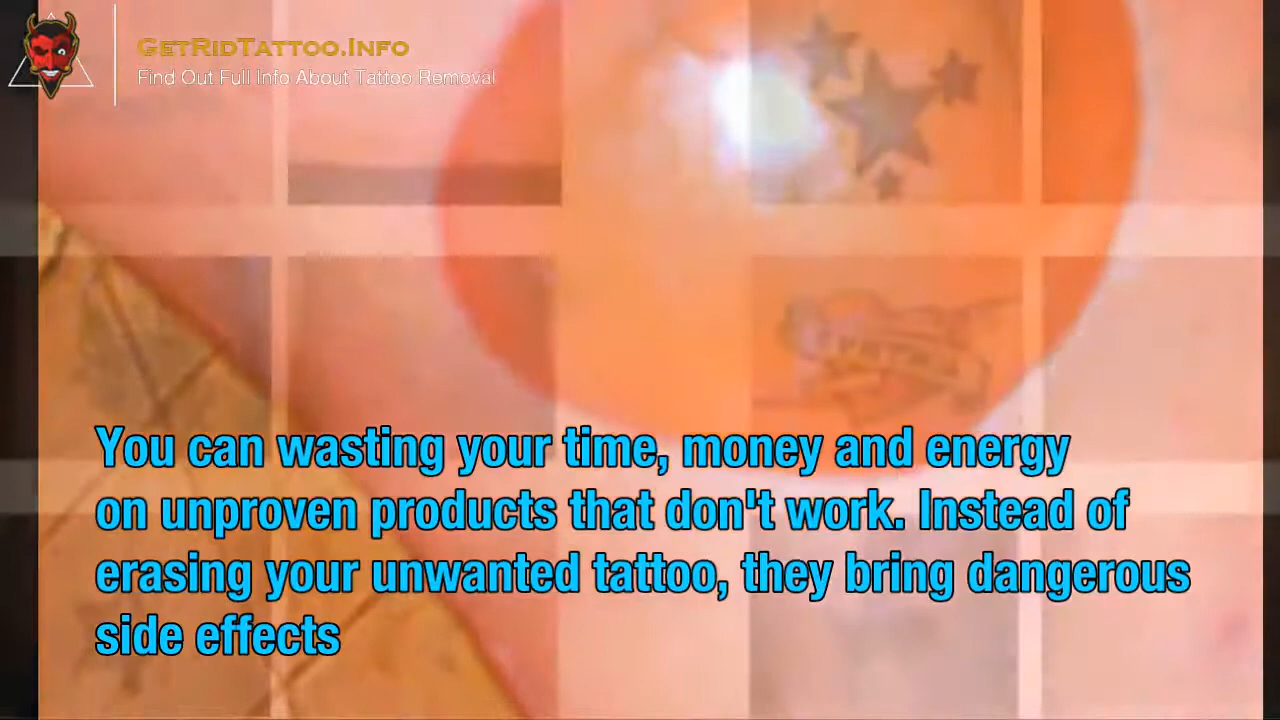 GetRidTattoo.Info
Find Out Full Info About Tattoo Removal
You can wasting your time, money and energy
on unproven products that don't work. Instead of
erasing your unwanted tattoo, they bring dangerous
side effects